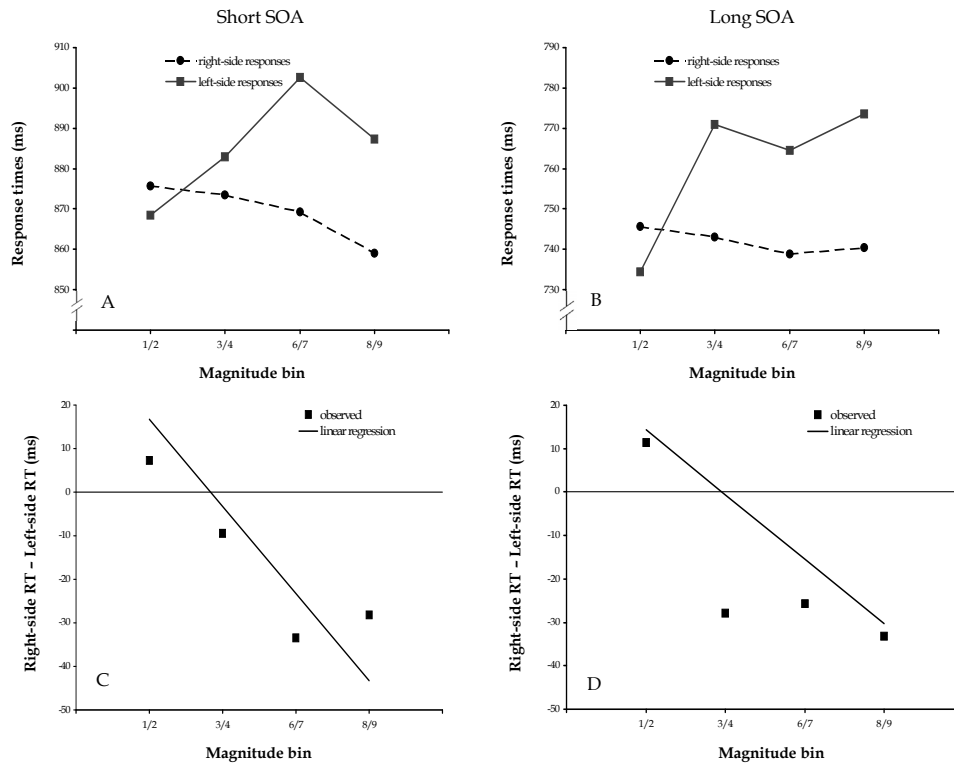 Short SOA
Long SOA
910
900
890
880
870
860
850
Response times (ms)
right-side responses
left-side responses
A
1/2
3/4
6/7
8/9
Magnitude bin
790
780
770
760
750
740
730
Response times (ms)
right-side responses
left-side responses
B
1/2
3/4
6/7
8/9
Magnitude bin
20
10
0
-10
-20
-30
-40
-50
Right-side RT – Left-side RT (ms)
observed
linear regression
C
1/2
3/4
6/7
8/9
Magnitude bin
20
10
0
-10
-20
-30
-40
-50
Right-side RT – Left-side RT (ms)
observed
linear regression
D
1/2
3/4
6/7
8/9
Magnitude bin